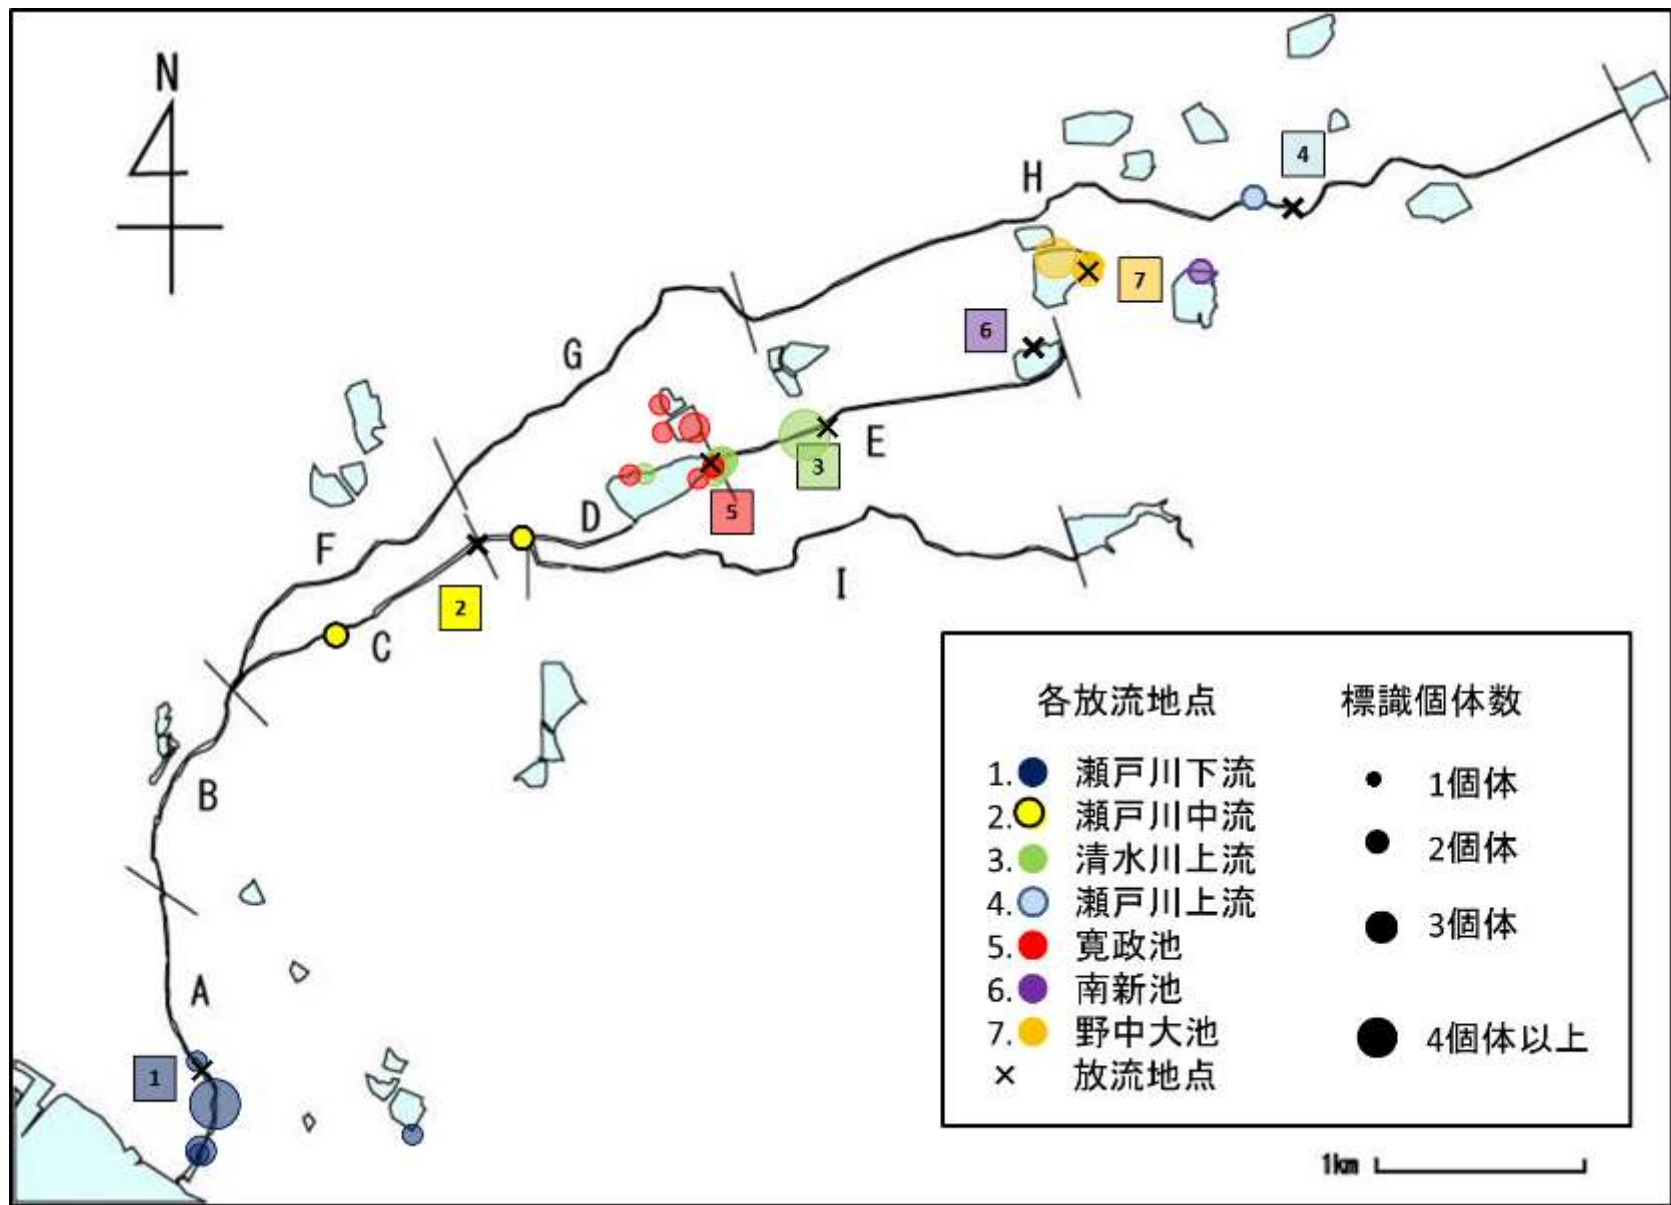 N
4
H
7
6
G
E
3
5
D
F
I
2
C
B
A
1
各放流地点
1. 瀬戸川下流
2. 瀬戸川中流
3. 清水川上流
4. 瀬戸川上流
5. 寛政池
6. 南新池
7. 野中大池
× 放流地点
標識個体数
1個体
2個体
3個体
4個体以上
1km